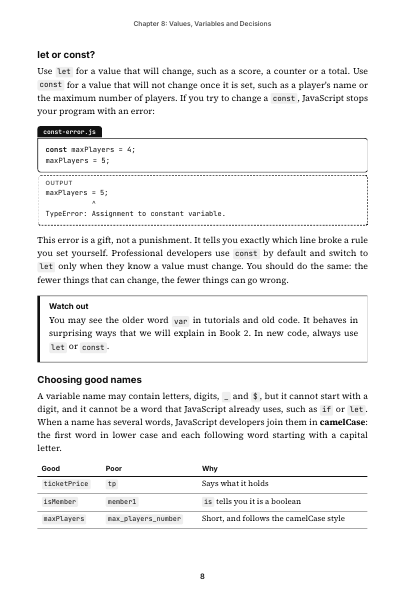 Chapter 8: Values, Variables and Decisions
let or const?
Use let for a value that will change, such as a score, a counter or a total. Use
const for a value that will not change once it is set, such as a player's name or
the maximum number of players. If you try to change a const, JavaScript stops
your program with an error:
const-error.js
const maxPlayers = 4;
maxPlayers = 5;
OUTPUT
maxPlayers = 5;
^
TypeError: Assignment to constant variable.
This error is a gift, not a punishment. It tells you exactly which line broke a rule
you set yourself. Professional developers use const by default and switch to
let only when they know a value must change. You should do the same: the
fewer things that can change, the fewer things can go wrong.
Watch out
You may see the older word var in tutorials and old code. It behaves in
surprising ways that we will explain in Book 2. In new code, always use
let or const.
Choosing good names
A variable name may contain letters, digits, _ and $, but it cannot start with a
digit, and it cannot be a word that JavaScript already uses, such as if or let.
When a name has several words, JavaScript developers join them in camelCase:
the first word in lower case and each following word starting with a capital
letter.
Good Poor Why
ticketPrice tp Says what it holds
isMember member1 is tells you it is a boolean
maxPlayers max_players_number Short, and follows the camelCase style
8